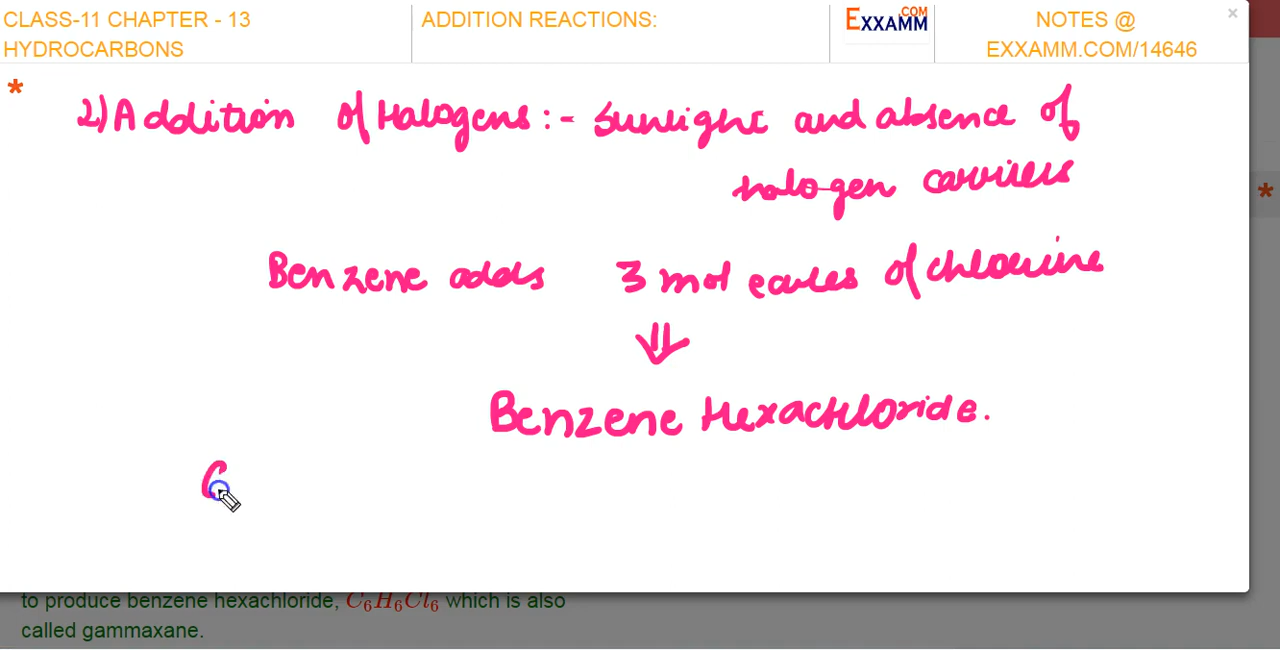 CLASS-11 CHAPTER - 13
HYDROCARBONS
ADDITION REACTIONS:
EXXAMM.COM
NOTES @
EXXAMM.COM/14646
×
*
2) Addition of Halogens :- Sunlight and absence of
halogen carriers
*
Benzene adds 3 molecules of chlorine
⇓
Benzene Hexachloride.
C
to produce benzene hexachloride, C₆H₆Cl₆ which is also
called gammaxane.